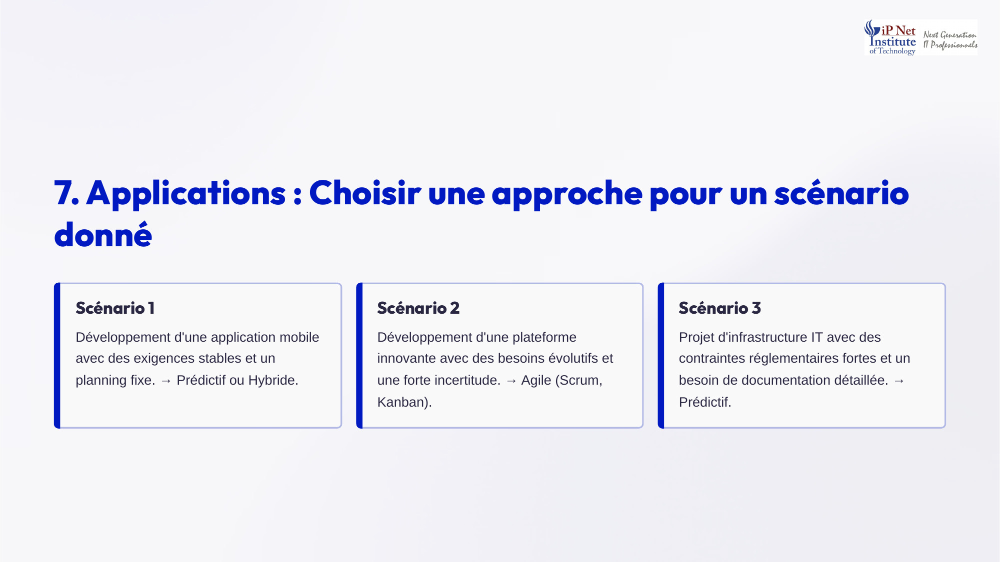 iP Net
Institute
of Technology
Next Generation
IT Professionnels
7. Applications : Choisir une approche pour un scénario
donné
Scénario 1
Développement d'une application mobile
avec des exigences stables et un
planning fixe. → Prédictif ou Hybride.
Scénario 2
Développement d'une plateforme
innovante avec des besoins évolutifs et
une forte incertitude. → Agile (Scrum,
Kanban).
Scénario 3
Projet d'infrastructure IT avec des
contraintes réglementaires fortes et un
besoin de documentation détaillée. →
Prédictif.